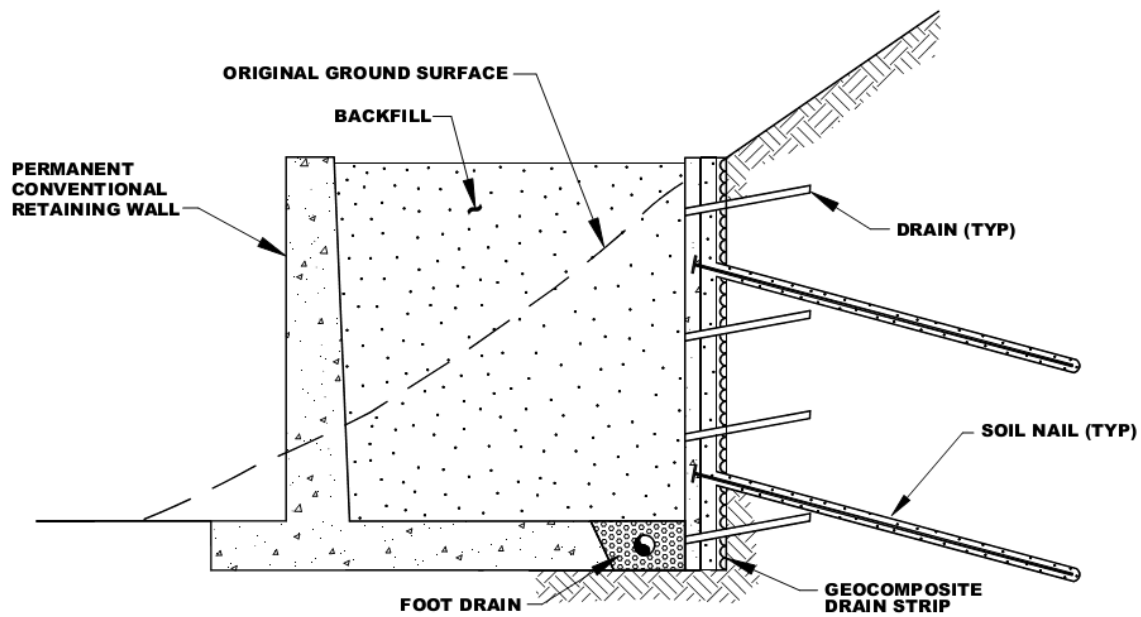 ORIGINAL GROUND SURFACE
BACKFILL
PERMANENT
CONVENTIONAL
RETAINING WALL
DRAIN (TYP)
SOIL NAIL (TYP)
FOOT DRAIN
GEOCOMPOSITE
DRAIN STRIP